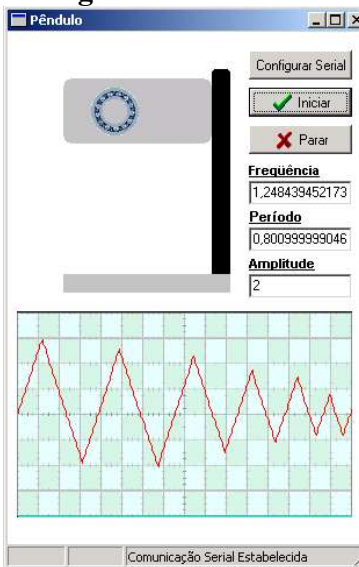 Pêndulo
Configurar Serial
Iniciar
Parar
Freqüência
1,248439452173
Período
0,800999999046
Amplitude
2
Comunicação Serial Estabelecida